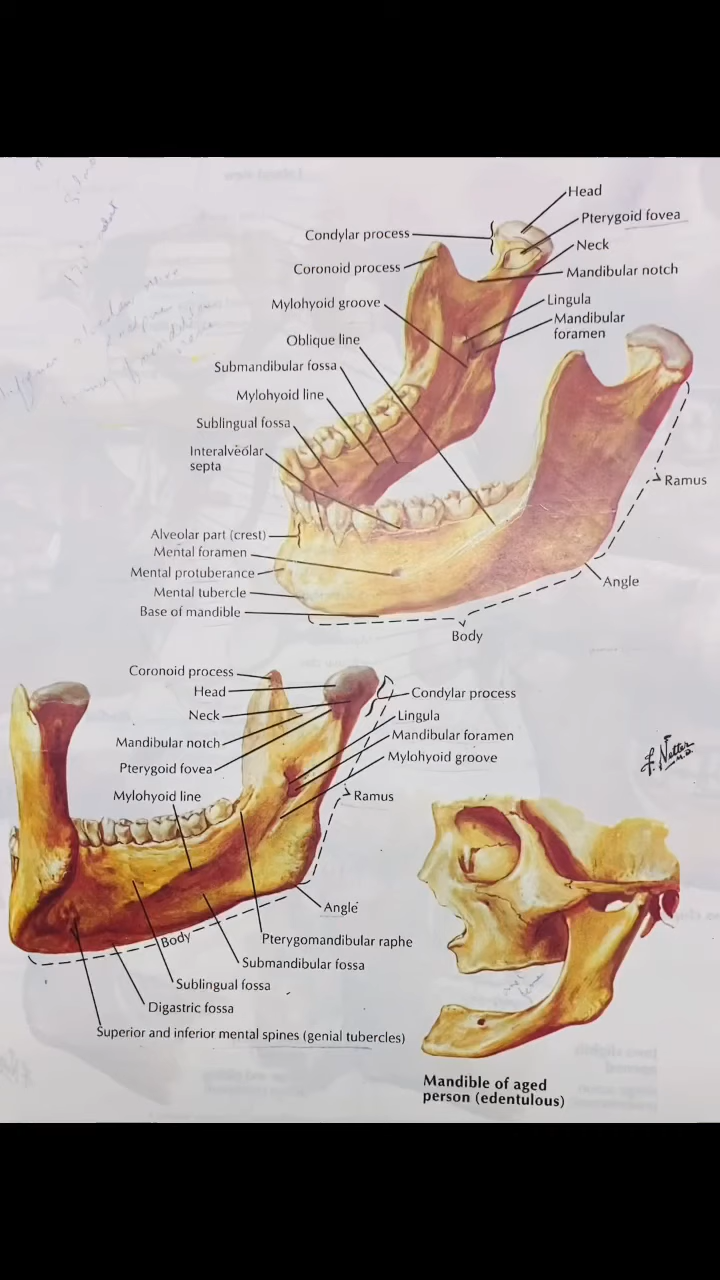 Head
Pterygoid fovea
Condylar process
Neck
Coronoid process
Mandibular notch
Mylohyoid groove
Lingula
Mandibular
foramen
Oblique line
Submandibular fossa
Mylohyoid line
Sublingual fossa
Interalveolar
septa
Ramus
Alveolar part (crest)
Mental foramen
Mental protuberance
Angle
Mental tubercle
Base of mandible
Body
Coronoid process
Head
Condylar process
Neck
Lingula
Mandibular foramen
Mandibular notch
Mylohyoid groove
Pterygoid fovea
Mylohyoid line
Ramus
Angle
Body
Pterygomandibular raphe
Submandibular fossa
Sublingual fossa
Digastric fossa
Superior and inferior mental spines (genial tubercles)
F. Netter
M.D.
Mandible of aged
person (edentulous)